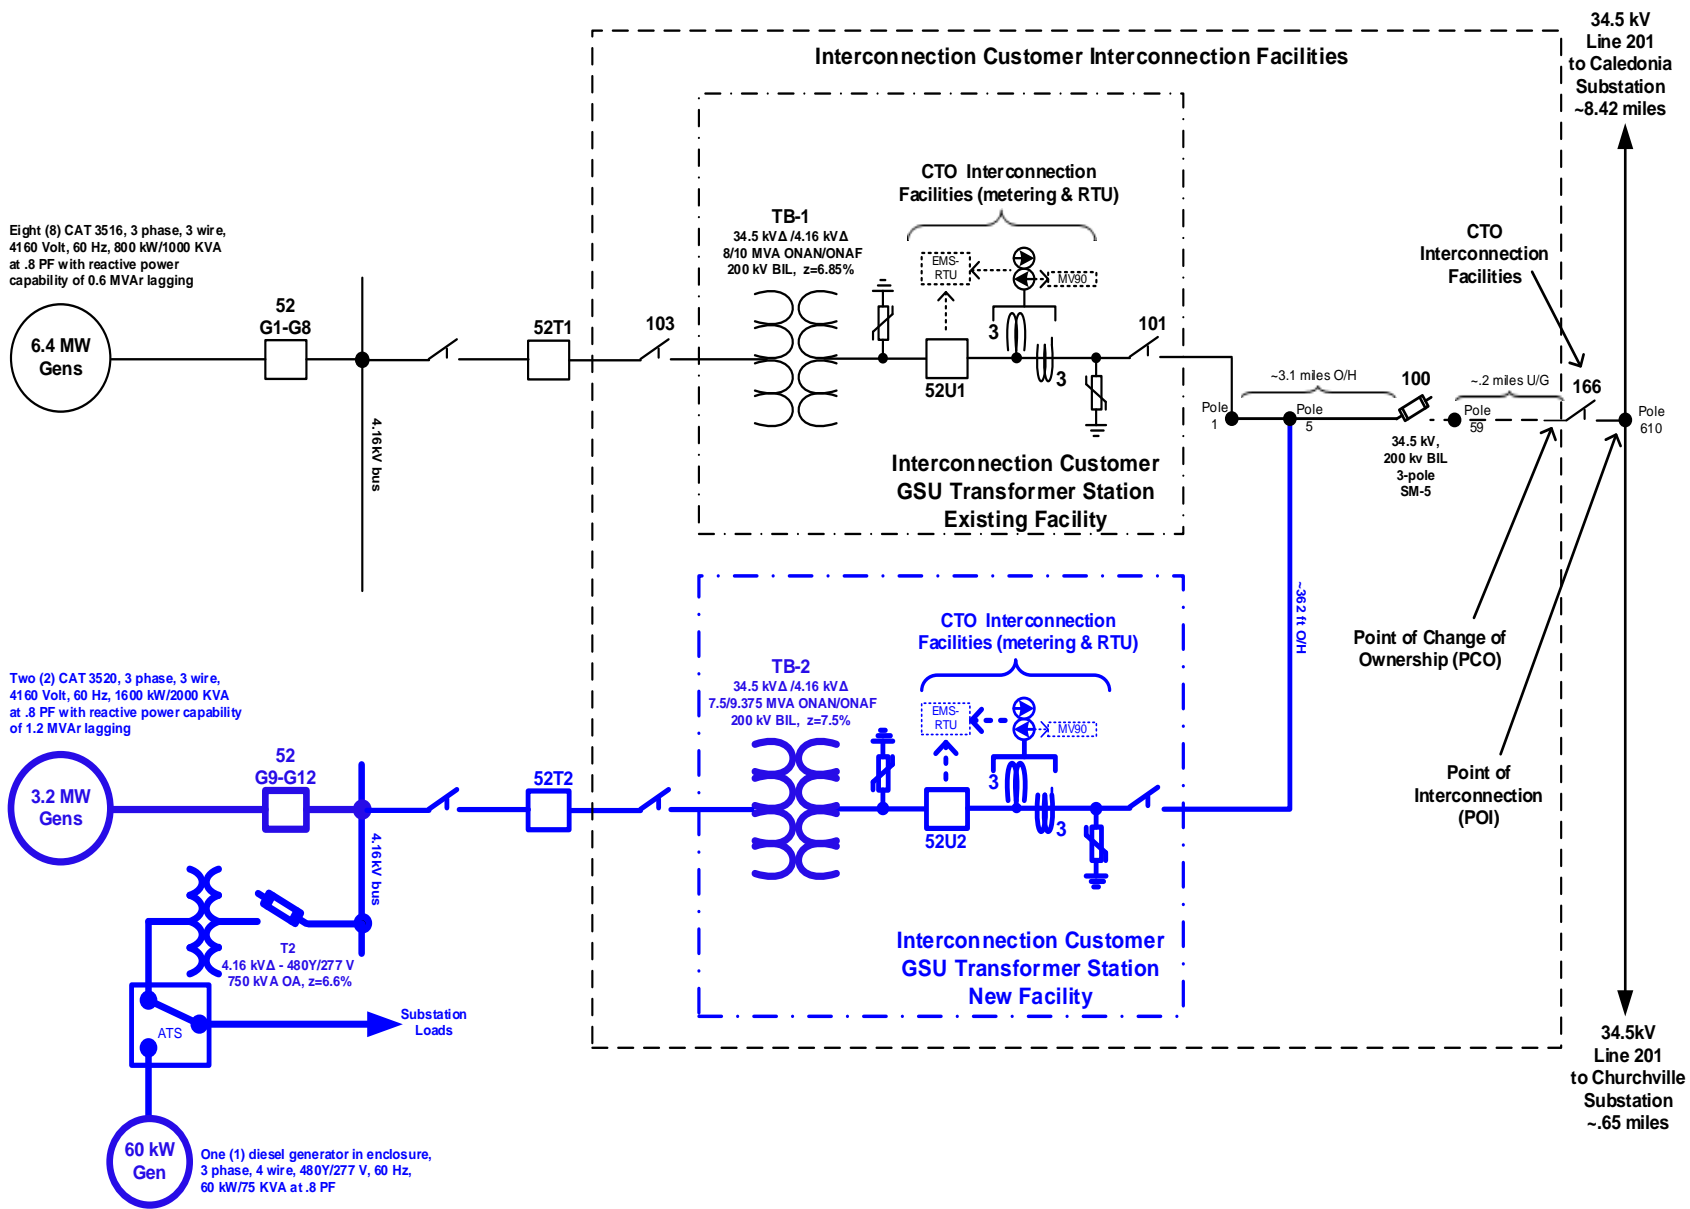 34.5 kV
Line 201
to Caledonia
Substation
~8.42 miles
Interconnection Customer Interconnection Facilities
CTO Interconnection
Facilities (metering & RTU)
TB-1
34.5 kVΔ /4.16 kVΔ
8/10 MVA ONAN/ONAF
200 kV BIL, z=6.85%
EMS-
RTU
MV90
3
3
52U1
101
103
52T1
52
G1-G8
Eight (8) CAT 3516, 3 phase, 3 wire,
4160 Volt, 60 Hz, 800 kW/1000 KVA
at .8 PF with reactive power
capability of 0.6 MVAr lagging
6.4 MW
Gens
4.16kV bus
Interconnection Customer
GSU Transformer Station
Existing Facility
CTO
Interconnection
Facilities
~3.1 miles O/H
100
~.2 miles U/G
166
Pole
1
Pole
5
Pole
59
Pole
610
34.5 kV,
200 kv BIL
3-pole
SM-5
~362 ft O/H
Point of Change of
Ownership (PCO)
Point of
Interconnection
(POI)
CTO Interconnection
Facilities (metering & RTU)
TB-2
34.5 kVΔ /4.16 kVΔ
7.5/9.375 MVA ONAN/ONAF
200 kV BIL, z=7.5%
EMS-
RTU
MV90
3
3
52U2
52T2
52
G9-G12
Two (2) CAT 3520, 3 phase, 3 wire,
4160 Volt, 60 Hz, 1600 kW/2000 KVA
at .8 PF with reactive power capability
of 1.2 MVAr lagging
3.2 MW
Gens
4.16kV bus
T2
4.16 kVΔ - 480Y/277 V
750 kVA OA, z=6.6%
ATS
Substation
Loads
Interconnection Customer
GSU Transformer Station
New Facility
60 kW
Gen
One (1) diesel generator in enclosure,
3 phase, 4 wire, 480Y/277 V, 60 Hz,
60 kW/75 KVA at .8 PF
34.5kV
Line 201
to Churchville
Substation
~.65 miles